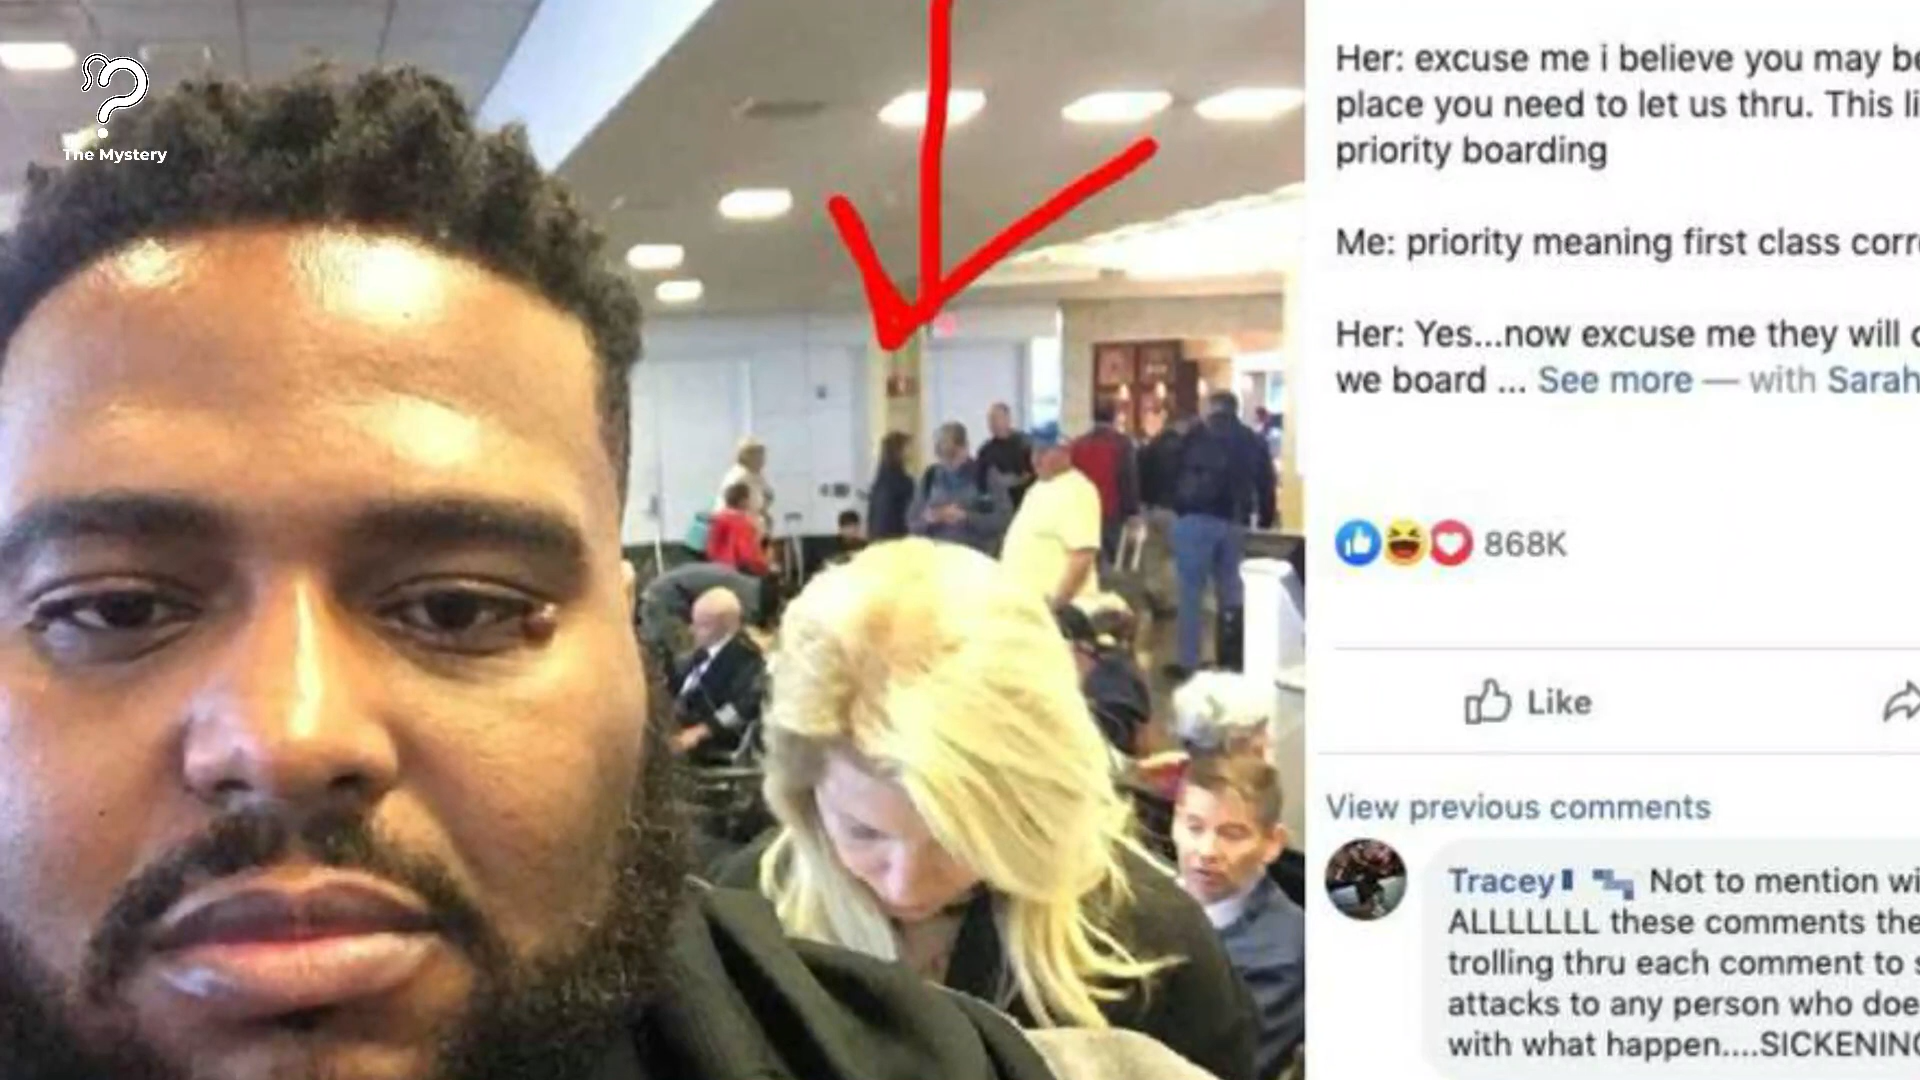 The Mystery
Her: excuse me i believe you may be
place you need to let us thru. This li
priority boarding
Me: priority meaning first class corr
Her: Yes...now excuse me they will c
we board ... See more — with Sarah
868K
Like
View previous comments
Tracey Not to mention wi
ALLLLLLL these comments the
trolling thru each comment to s
attacks to any person who doe
with what happen....SICKENING